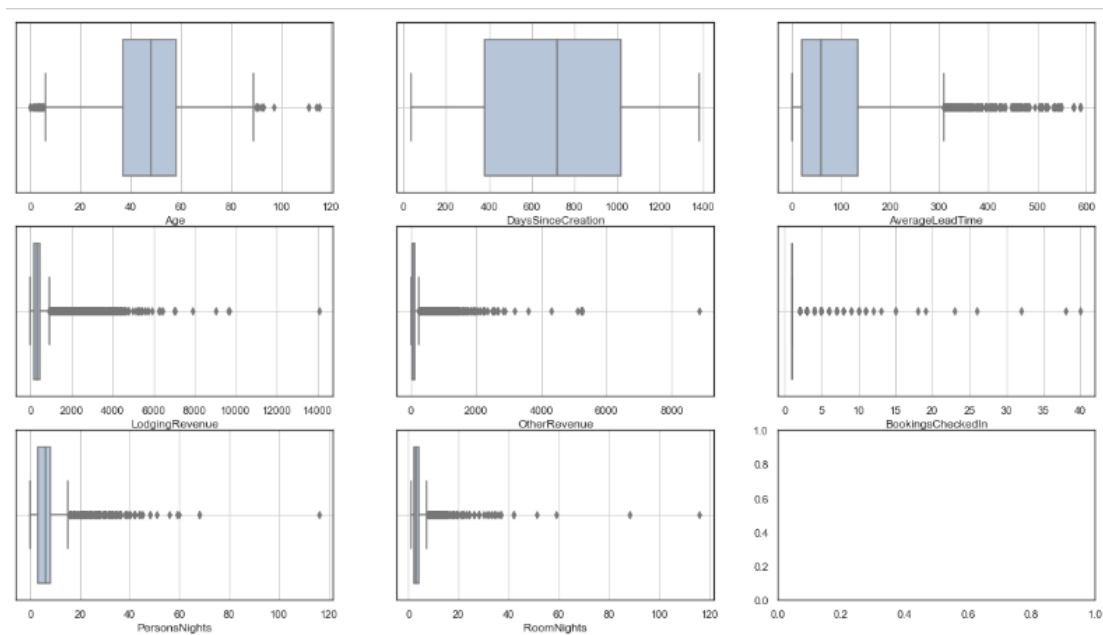 0 20 40 60 80 100 120
Age
0 200 400 600 800 1000 1200 1400
DaysSinceCreation
0 100 200 300 400 500 600
AverageLeadTime
0 2000 4000 6000 8000 10000 12000 14000
LodgingRevenue
0 2000 4000 6000 8000
OtherRevenue
0 5 10 15 20 25 30 35 40
BookingsCheckedIn
0 20 40 60 80 100 120
PersonsNights
0 20 40 60 80 100 120
RoomNights
1.0
0.8
0.6
0.4
0.2
0.0
0.0 0.2 0.4 0.6 0.8 1.0